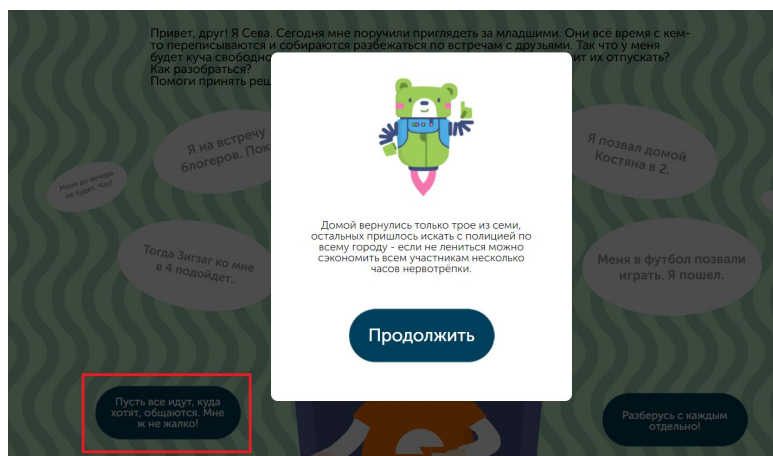 Привет, друг! Я Сева. Сегодня мне поручили приглядеть за младшими. Они всё время с кем-
то переписываются и собираются разбежаться по встречам с друзьями. Так что у меня
будет куча свободно
ит их отпускать?
Как разобраться?
Помоги принять реш
Я на встречу
блогеров. Пок
Меня до вечера
не будет. Чао!
Я позвал домой
Костяна в 2.
Домой вернулись только трое из семи,
остальных пришлось искать с полицией по
всему городу - если не лениться можно
сэкономить всем участникам несколько
часов нервотрёпки.
Тогда Зигзаг ко мне
в 4 подойдет..
Меня в футбол позвали
играть. Я пошел.
Продолжить
Пусть все идут, куда
хотят, общаются. Мне
ж не жалко!
Разберусь с каждым
отдельно!